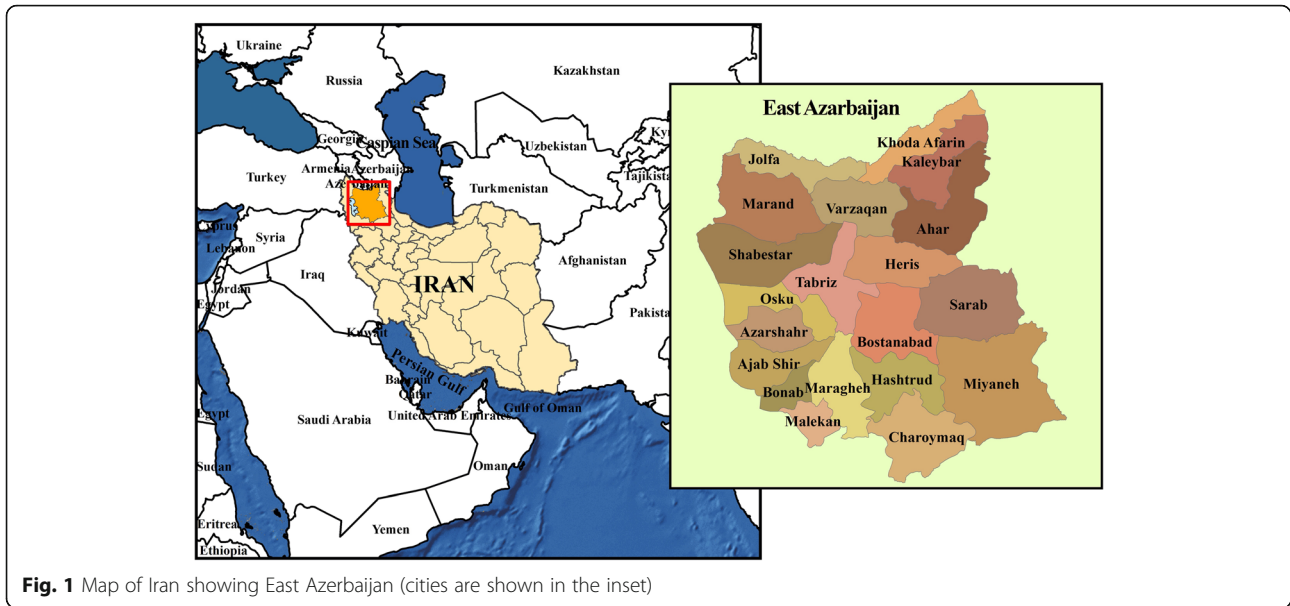 Ukraine
Russia
Kazakhstan
Georgia
Caspian Sea
Uzbekistan
Armenia
Azerbaijan
Turkey
Turkmenistan
Cyprus
Syria
Lebanon
Iraq
Afghanistan
Jordan
Egypt
IRAN
Kuwait
Persian Gulf
Bahrain
Qatar
Saudi Arabia
United Arab Emirates
Gulf of Oman
Egypt
Sudan
Oman
Eritrea
Yemen
Ethiopia
East Azarbaijan
Khoda Afarin
Jolfa
Kaleybar
Marand
Varzaqan
Ahar
Shabestar
Heris
Tabriz
Osku
Sarab
Azarshahr
Bostanabad
Ajab Shir
Bonab
Maragheh
Hashtrud
Miyaneh
Malekan
Charoymaq
Fig. 1 Map of Iran showing East Azerbaijan (cities are shown in the inset)